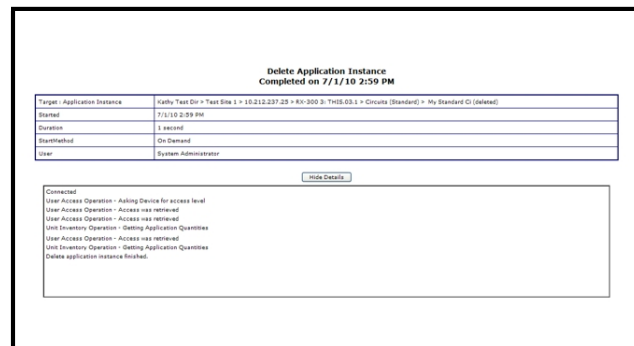 Delete Application Instance
Completed on 7/1/10 2:59 PM
Target : Application Instance Kathy Test Dir > Test Site 1 > 10.212.237.25 > RX-300 3: THIS.03.1 > Circuits (Standard) > My Standard Ci (deleted)
Started 7/1/10 2:59 PM
Duration 1 second
StartMethod On Demand
User System Administrator
Hide Details
Connected
User Access Operation - Asking Device for access level
User Access Operation - Access was retrieved
User Access Operation - Access was retrieved
Unit Inventory Operation - Getting Application Quantities
User Access Operation - Access was retrieved
Unit Inventory Operation - Getting Application Quantities
Delete application instance finished.